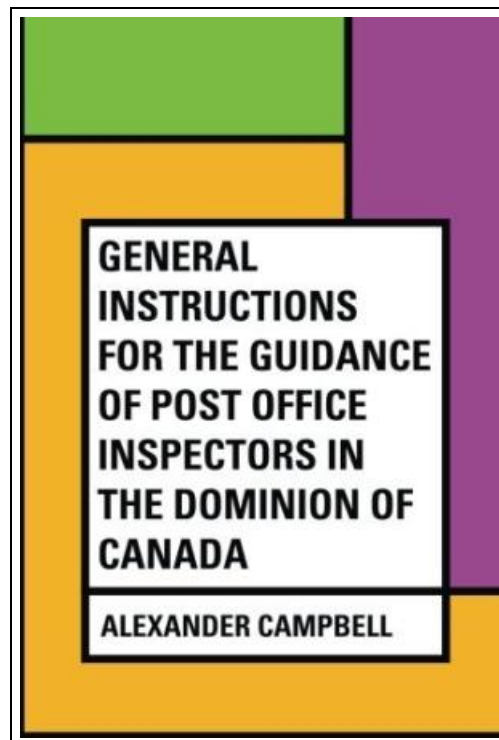 GENERAL
INSTRUCTIONS
FOR THE GUIDANCE
OF POST OFFICE
INSPECTORS IN
THE DOMINION OF
CANADA
ALEXANDER CAMPBELL